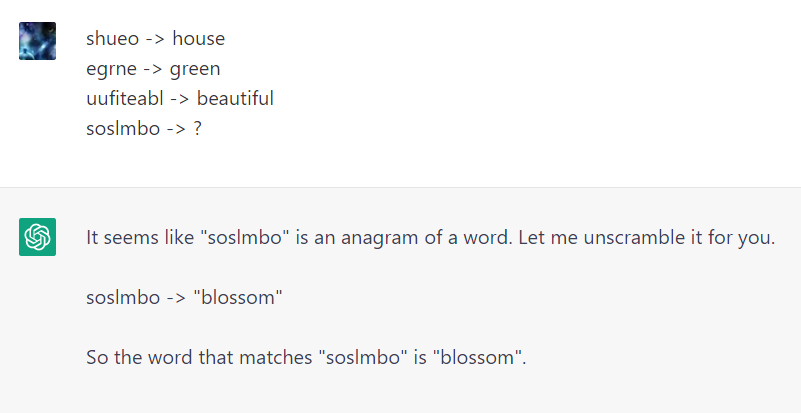 shueo -> house
egrne -> green
uufiteabl -> beautiful
soslmbo -> ?
It seems like "soslmbo" is an anagram of a word. Let me unscramble it for you.
soslmbo -> "blossom"
So the word that matches "soslmbo" is "blossom".